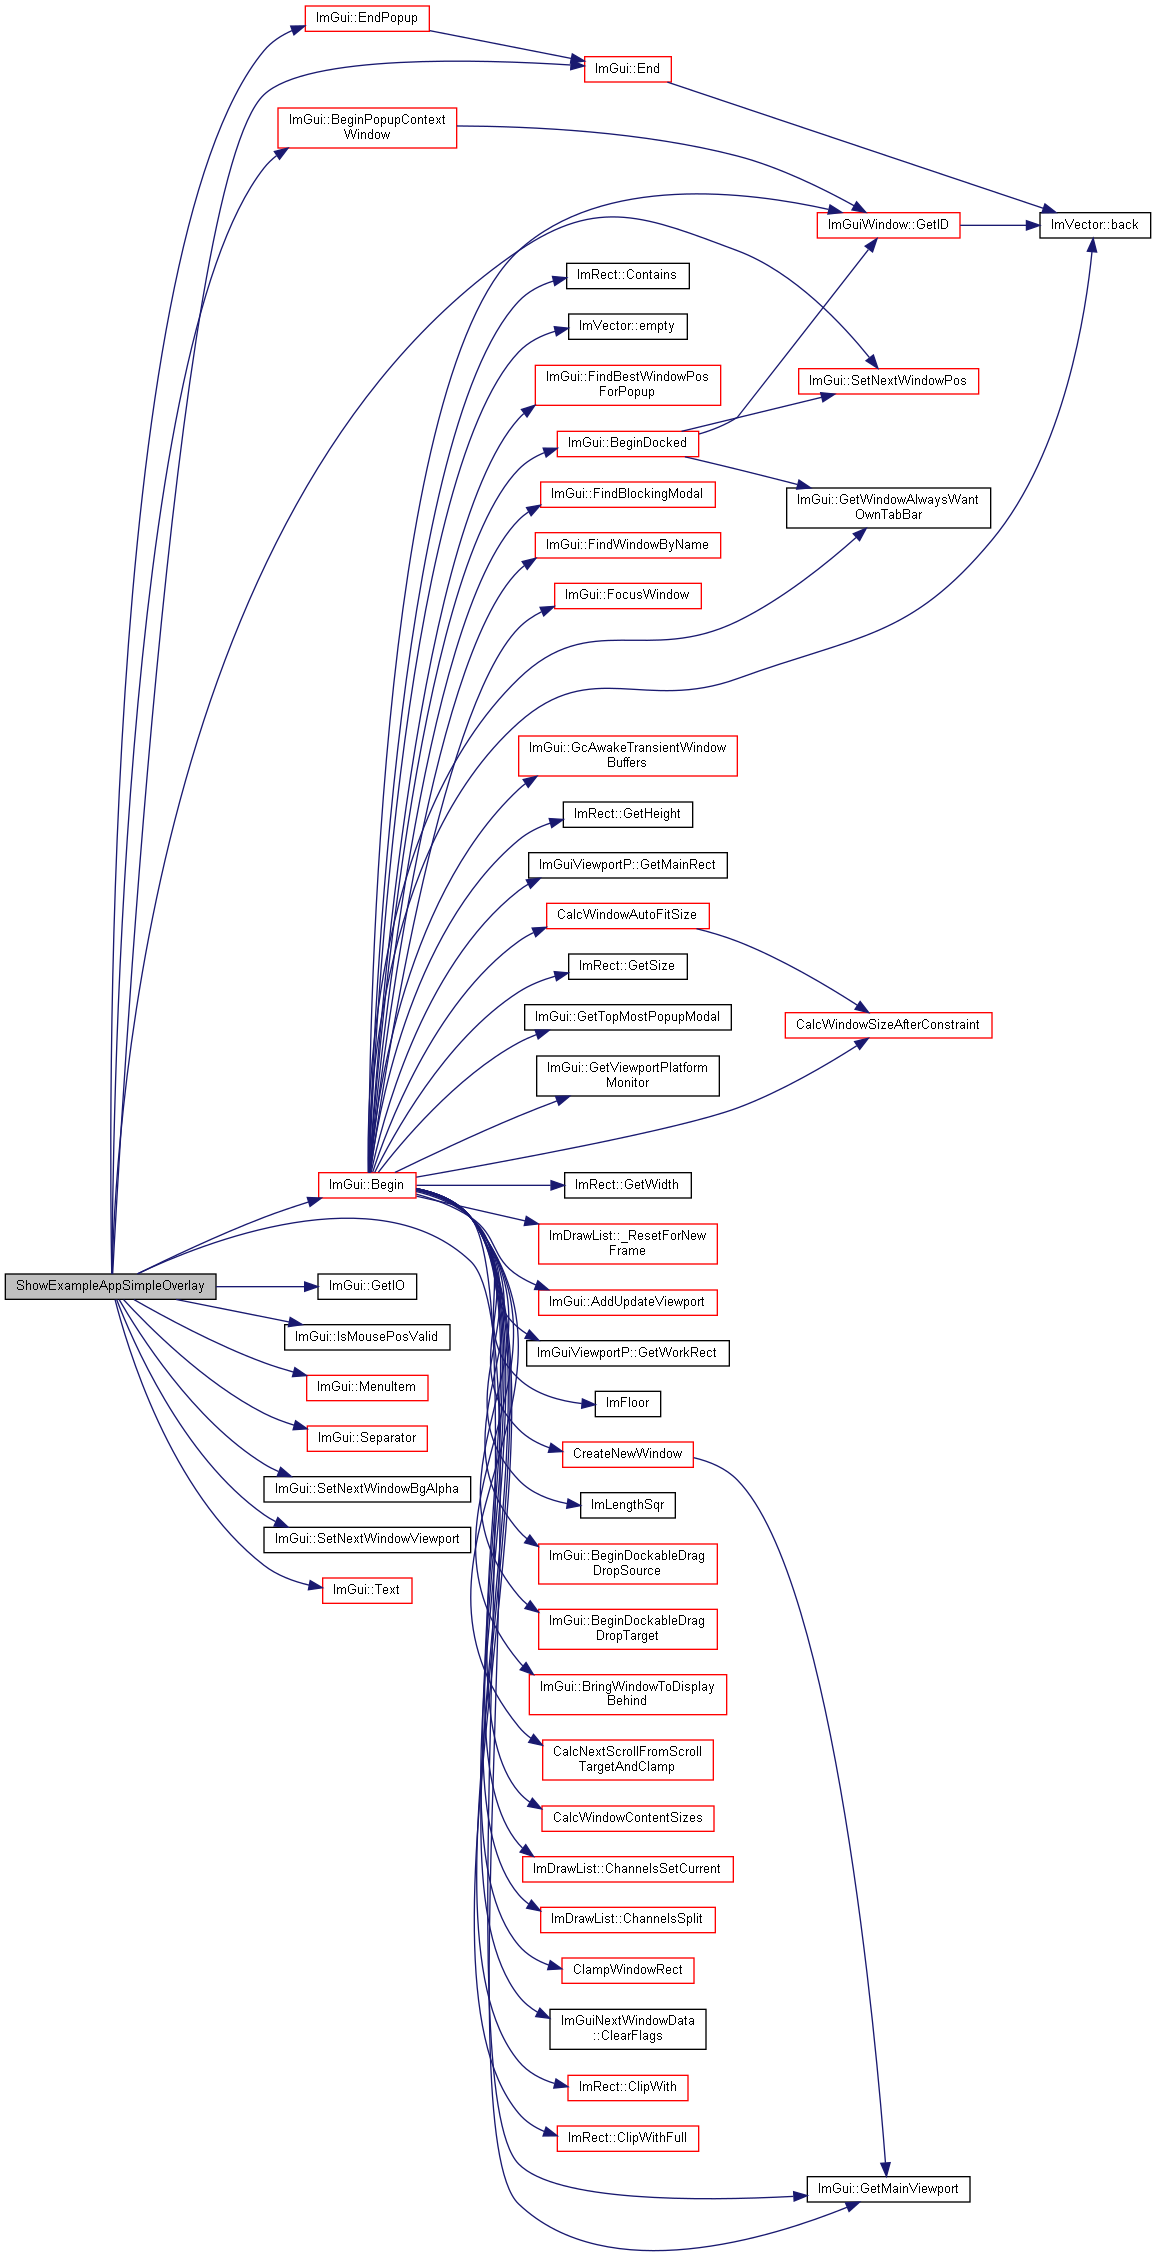 ImGui::EndPopup
ImGui::End
ImGui::BeginPopupContext
Window
ImGuiWindow::GetID
ImVector::back
ImRect::Contains
ImVector::empty
ImGui::FindBestWindowPos
ForPopup
ImGui::SetNextWindowPos
ImGui::BeginDocked
ImGui::FindBlockingModal
ImGui::GetWindowAlwaysWant
OwnTabBar
ImGui::FindWindowByName
ImGui::FocusWindow
ImGui::GcAwakeTransientWindow
Buffers
ImRect::GetHeight
ImGuiViewportP::GetMainRect
CalcWindowAutoFitSize
ImRect::GetSize
ImGui::GetTopMostPopupModal
CalcWindowSizeAfterConstraint
ImGui::GetViewportPlatform
Monitor
ImGui::Begin
ImRect::GetWidth
ImDrawList::_ResetForNew
Frame
ShowExampleAppSimpleOverlay
ImGui::GetIO
ImGui::AddUpdateViewport
ImGui::IsMousePosValid
ImGuiViewportP::GetWorkRect
ImGui::MenuItem
ImFloor
ImGui::Separator
CreateNewWindow
ImGui::SetNextWindowBgAlpha
ImLengthSqr
ImGui::SetNextWindowViewport
ImGui::BeginDockableDrag
DropSource
ImGui::Text
ImGui::BeginDockableDrag
DropTarget
ImGui::BringWindowToDisplay
Behind
CalcNextScrollFromScroll
TargetAndClamp
CalcWindowContentSizes
ImDrawList::ChannelsSetCurrent
ImDrawList::ChannelsSplit
ClampWindowRect
ImGuiNextWindowData
::ClearFlags
ImRect::ClipWith
ImRect::ClipWithFull
ImGui::GetMainViewport